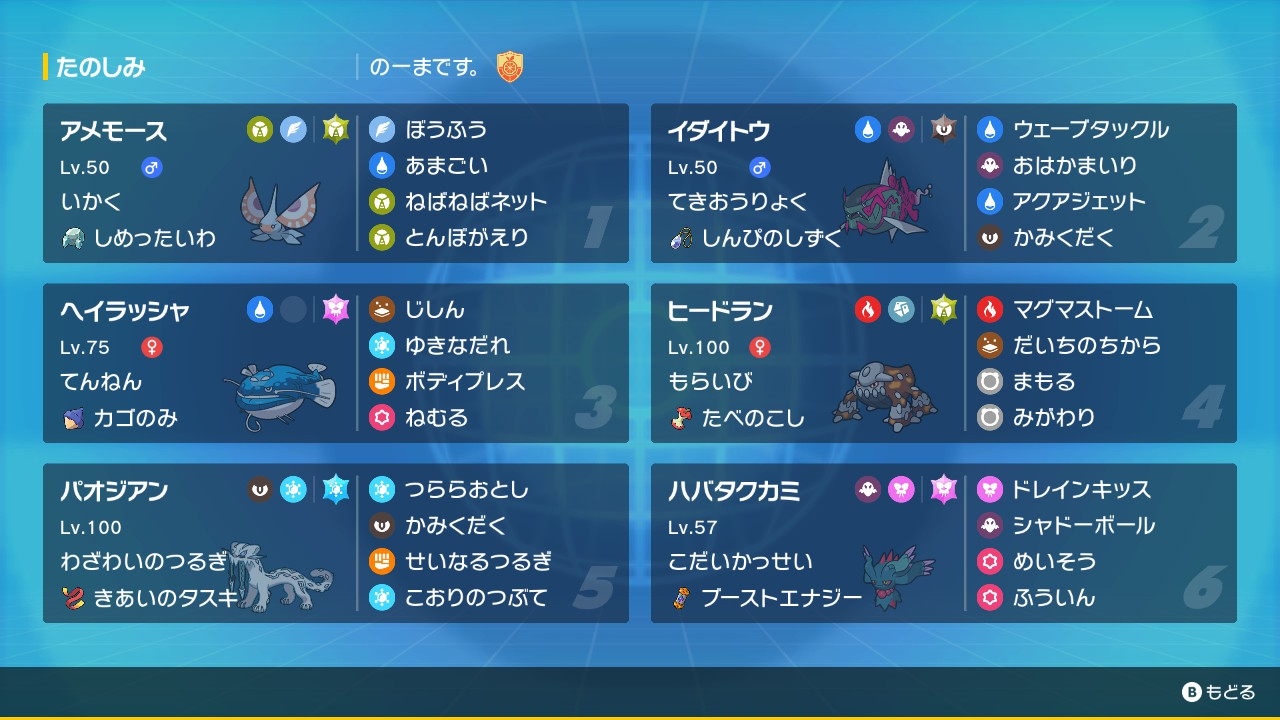 たのしみ
のーまです。
アメモース
Lv.50
いかく
しめったいわ
ぼうふう
あまごい
ねばねばネット
とんぼがえり
1
イダイトウ
Lv.50
てきおうりょく
しんぴのしずく
ウェーブタックル
おはかまいり
アクアジェット
かみくだく
2
ヘイラッシャ
Lv.75
てんねん
カゴのみ
じしん
ゆきなだれ
ボディプレス
ねむる
3
ヒードラン
Lv.100
もらいび
たべのこし
マグマストーム
だいちのちから
まもる
みがわり
4
パオジアン
Lv.100
わざわいのつるぎ
きあいのタスキ
つららおとし
かみくだく
せいなるつるぎ
こおりのつぶて
5
ハバタクカミ
Lv.57
こだいかっせい
ブーストエナジー
ドレインキッス
シャドーボール
めいそう
ふういん
6
B もどる